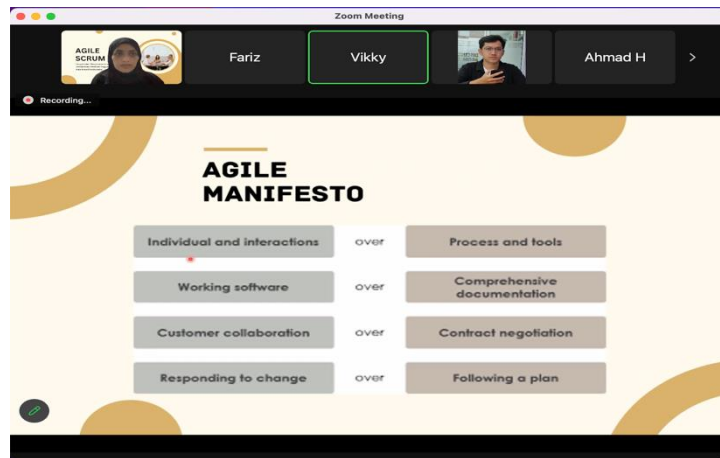 Zoom Meeting
AGILE
SCRUM
Fariz
Vikky
Ahmad H
Recording...
AGILE
MANIFESTO
Individual and interactions over Process and tools
Working software over Comprehensive
documentation
Customer collaboration over Contract negotiation
Responding to change over Following a plan